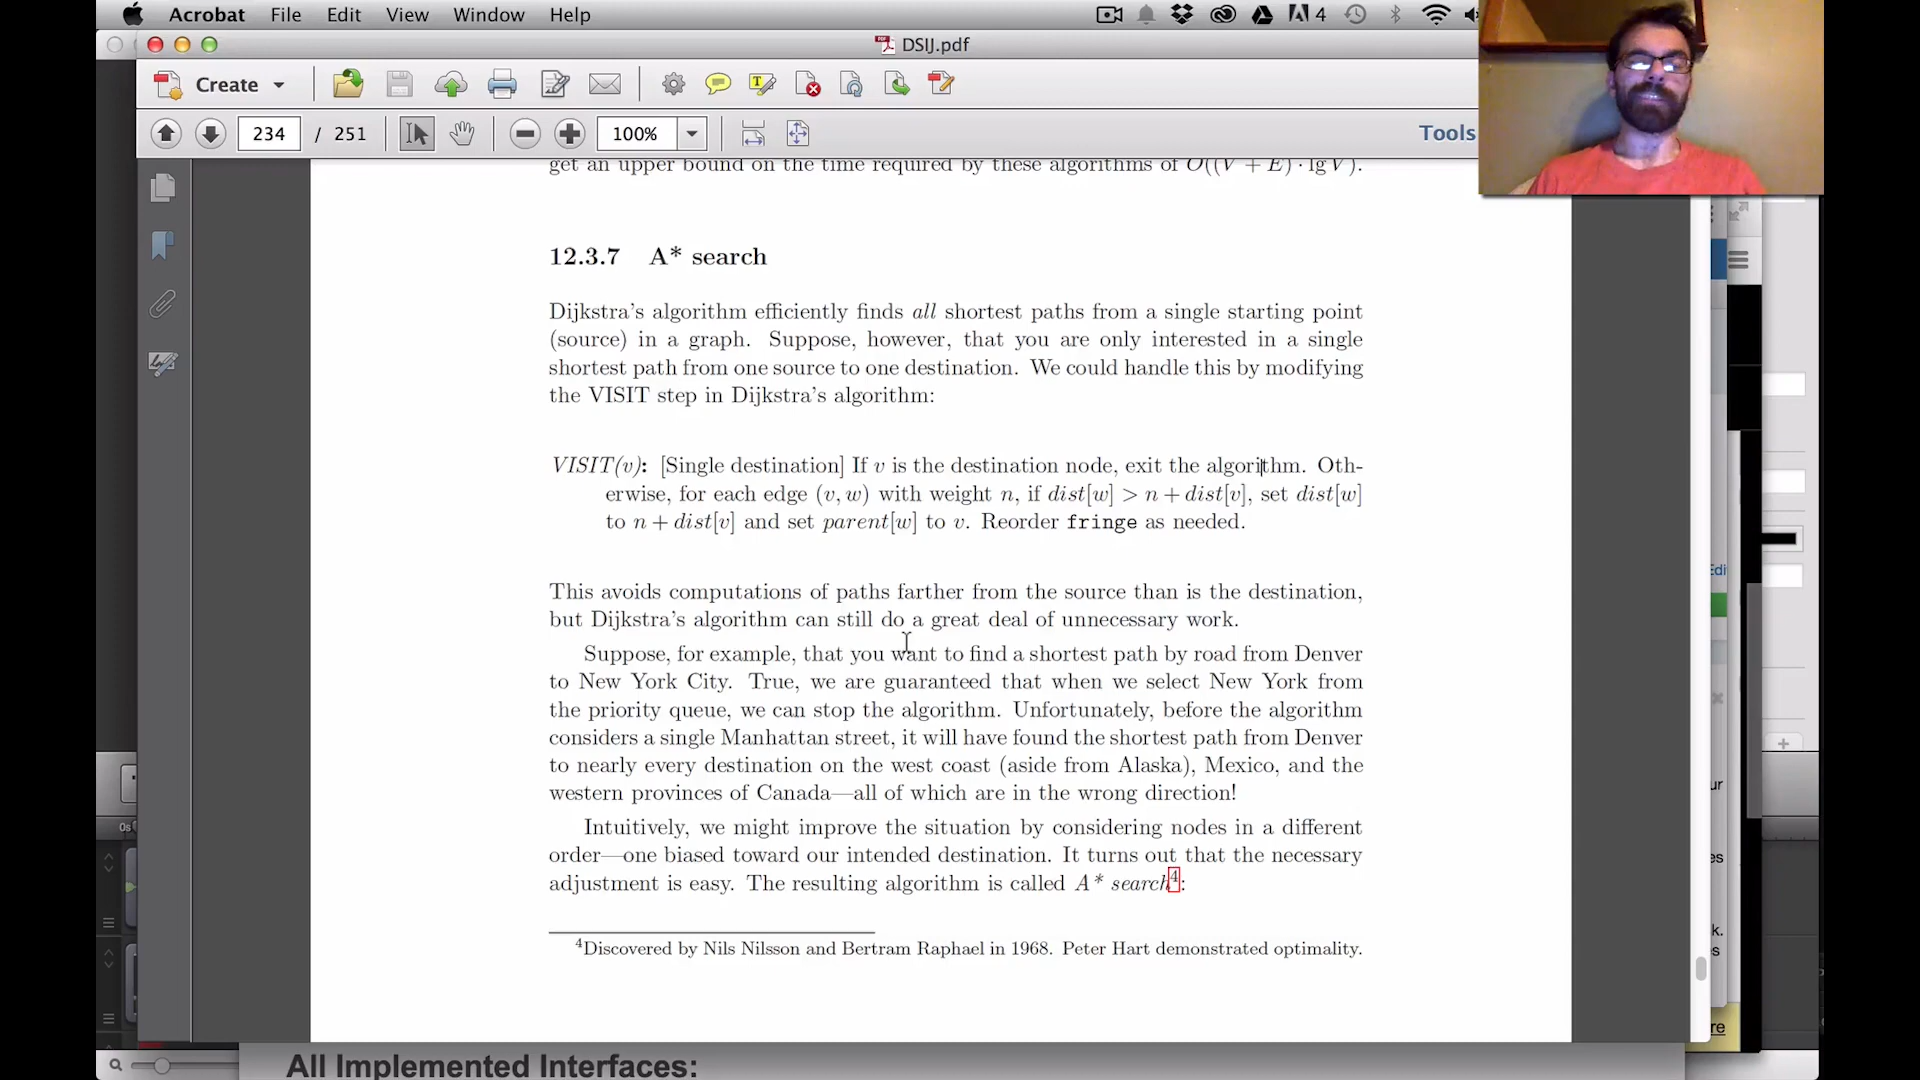 Acrobat File Edit View Window Help 4
DSIJ.pdf
Create
234 / 251 100% Tools
get an upper bound on the time required by these algorithms of O((V + E) · lg V).
12.3.7 A* search
Dijkstra's algorithm efficiently finds all shortest paths from a single starting point
(source) in a graph. Suppose, however, that you are only interested in a single
shortest path from one source to one destination. We could handle this by modifying
the VISIT step in Dijkstra's algorithm:
VISIT(v): [Single destination] If v is the destination node, exit the algorithm. Oth-
erwise, for each edge (v, w) with weight n, if dist[w] > n + dist[v], set dist[w]
to n + dist[v] and set parent[w] to v. Reorder fringe as needed.
This avoids computations of paths farther from the source than is the destination,
but Dijkstra's algorithm can still do a great deal of unnecessary work.
Suppose, for example, that you want to find a shortest path by road from Denver
to New York City. True, we are guaranteed that when we select New York from
the priority queue, we can stop the algorithm. Unfortunately, before the algorithm
considers a single Manhattan street, it will have found the shortest path from Denver
to nearly every destination on the west coast (aside from Alaska), Mexico, and the
western provinces of Canada—all of which are in the wrong direction!
Intuitively, we might improve the situation by considering nodes in a different
order—one biased toward our intended destination. It turns out that the necessary
adjustment is easy. The resulting algorithm is called A* search4:
4Discovered by Nils Nilsson and Bertram Raphael in 1968. Peter Hart demonstrated optimality.
All Implemented Interfaces: